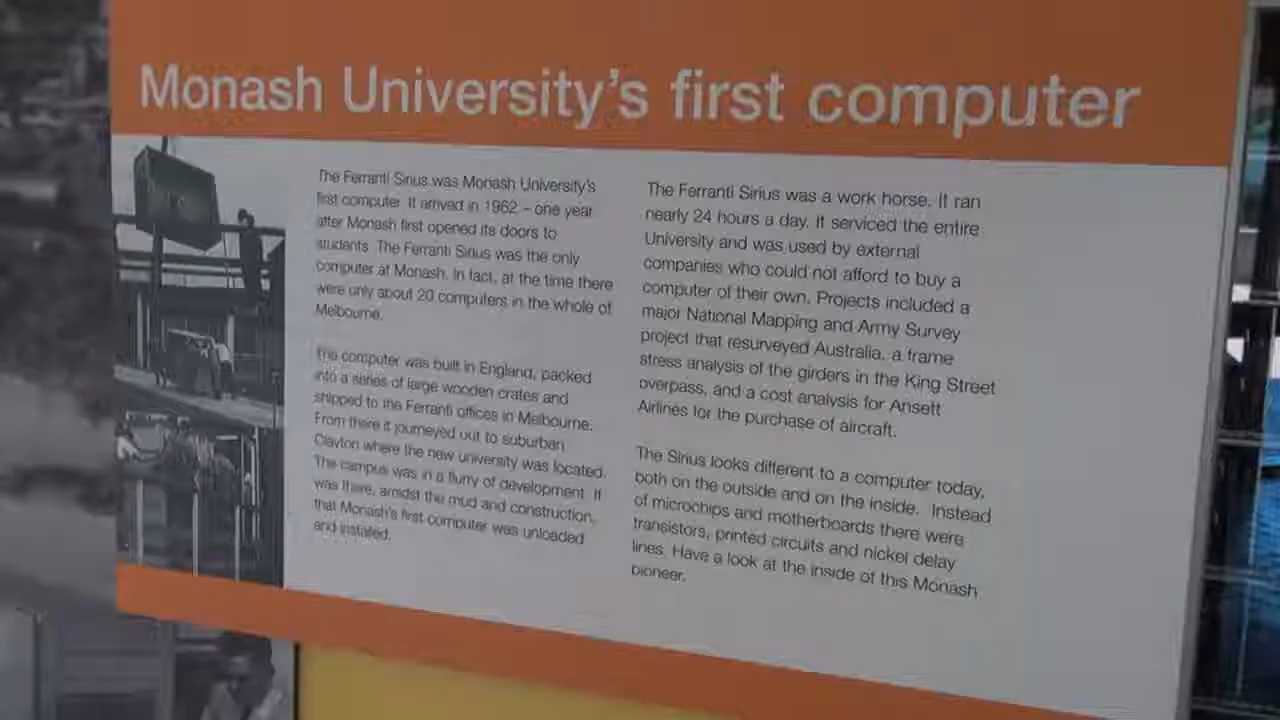 Monash University's first computer
The Ferranti Sirius was Monash University's
first computer. It arrived in 1962 – one year
after Monash first opened its doors to
students. The Ferranti Sirius was the only
computer at Monash. In fact, at the time there
were only about 20 computers in the whole of
Melbourne.
The computer was built in England, packed
into a series of large wooden crates and
shipped to the Ferranti offices in Melbourne.
From there it journeyed out to suburban
Clayton where the new university was located.
The campus was in a flurry of development. It
was there, amidst the mud and construction,
that Monash's first computer was unloaded
and installed.
The Ferranti Sirius was a work horse. It ran
nearly 24 hours a day. It serviced the entire
University and was used by external
companies who could not afford to buy a
computer of their own. Projects included a
major National Mapping and Army Survey
project that resurveyed Australia, a frame
stress analysis of the girders in the King Street
overpass, and a cost analysis for Ansett
Airlines for the purchase of aircraft.
The Sirius looks different to a computer today,
both on the outside and on the inside. Instead
of microchips and motherboards there were
transistors, printed circuits and nickel delay
lines. Have a look at the inside of this Monash
pioneer.